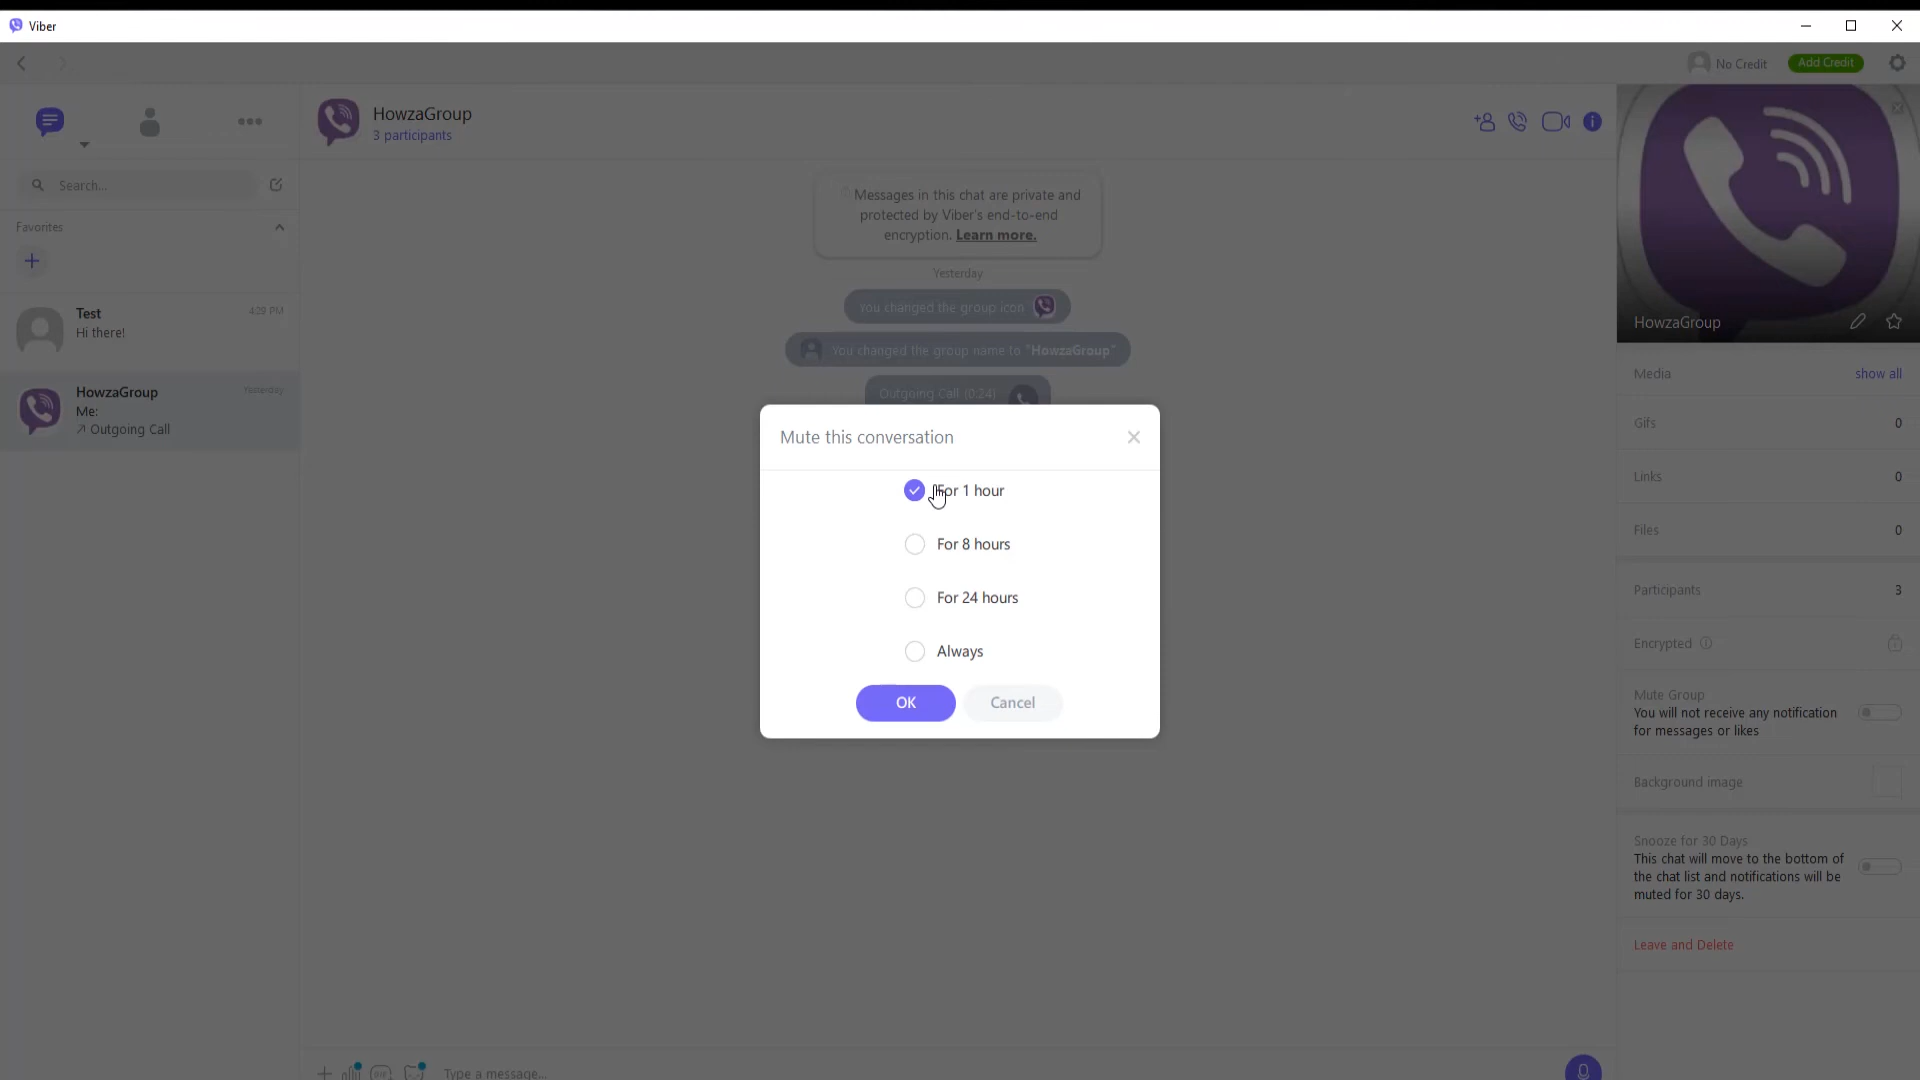 Viber
No Credit
Add Credit
HowzaGroup
3 participants
Search...
Favorites
Test
4:29 PM
Hi there!
HowzaGroup
Yesterday
Me:
Outgoing Call
Messages in this chat are private and
protected by Viber's end-to-end
encryption. Learn more.
Yesterday
You changed the group icon
You changed the group name to "HowzaGroup"
Outgoing Call (0:24)
Mute this conversation
For 1 hour
For 8 hours
For 24 hours
Always
OK
Cancel
Type a message...
HowzaGroup
Media
show all
Gifs
0
Links
0
Files
0
Participants
3
Encrypted
Mute Group
You will not receive any notification
for messages or likes
Background image
Snooze for 30 Days
This chat will move to the bottom of
the chat list and notifications will be
muted for 30 days.
Leave and Delete